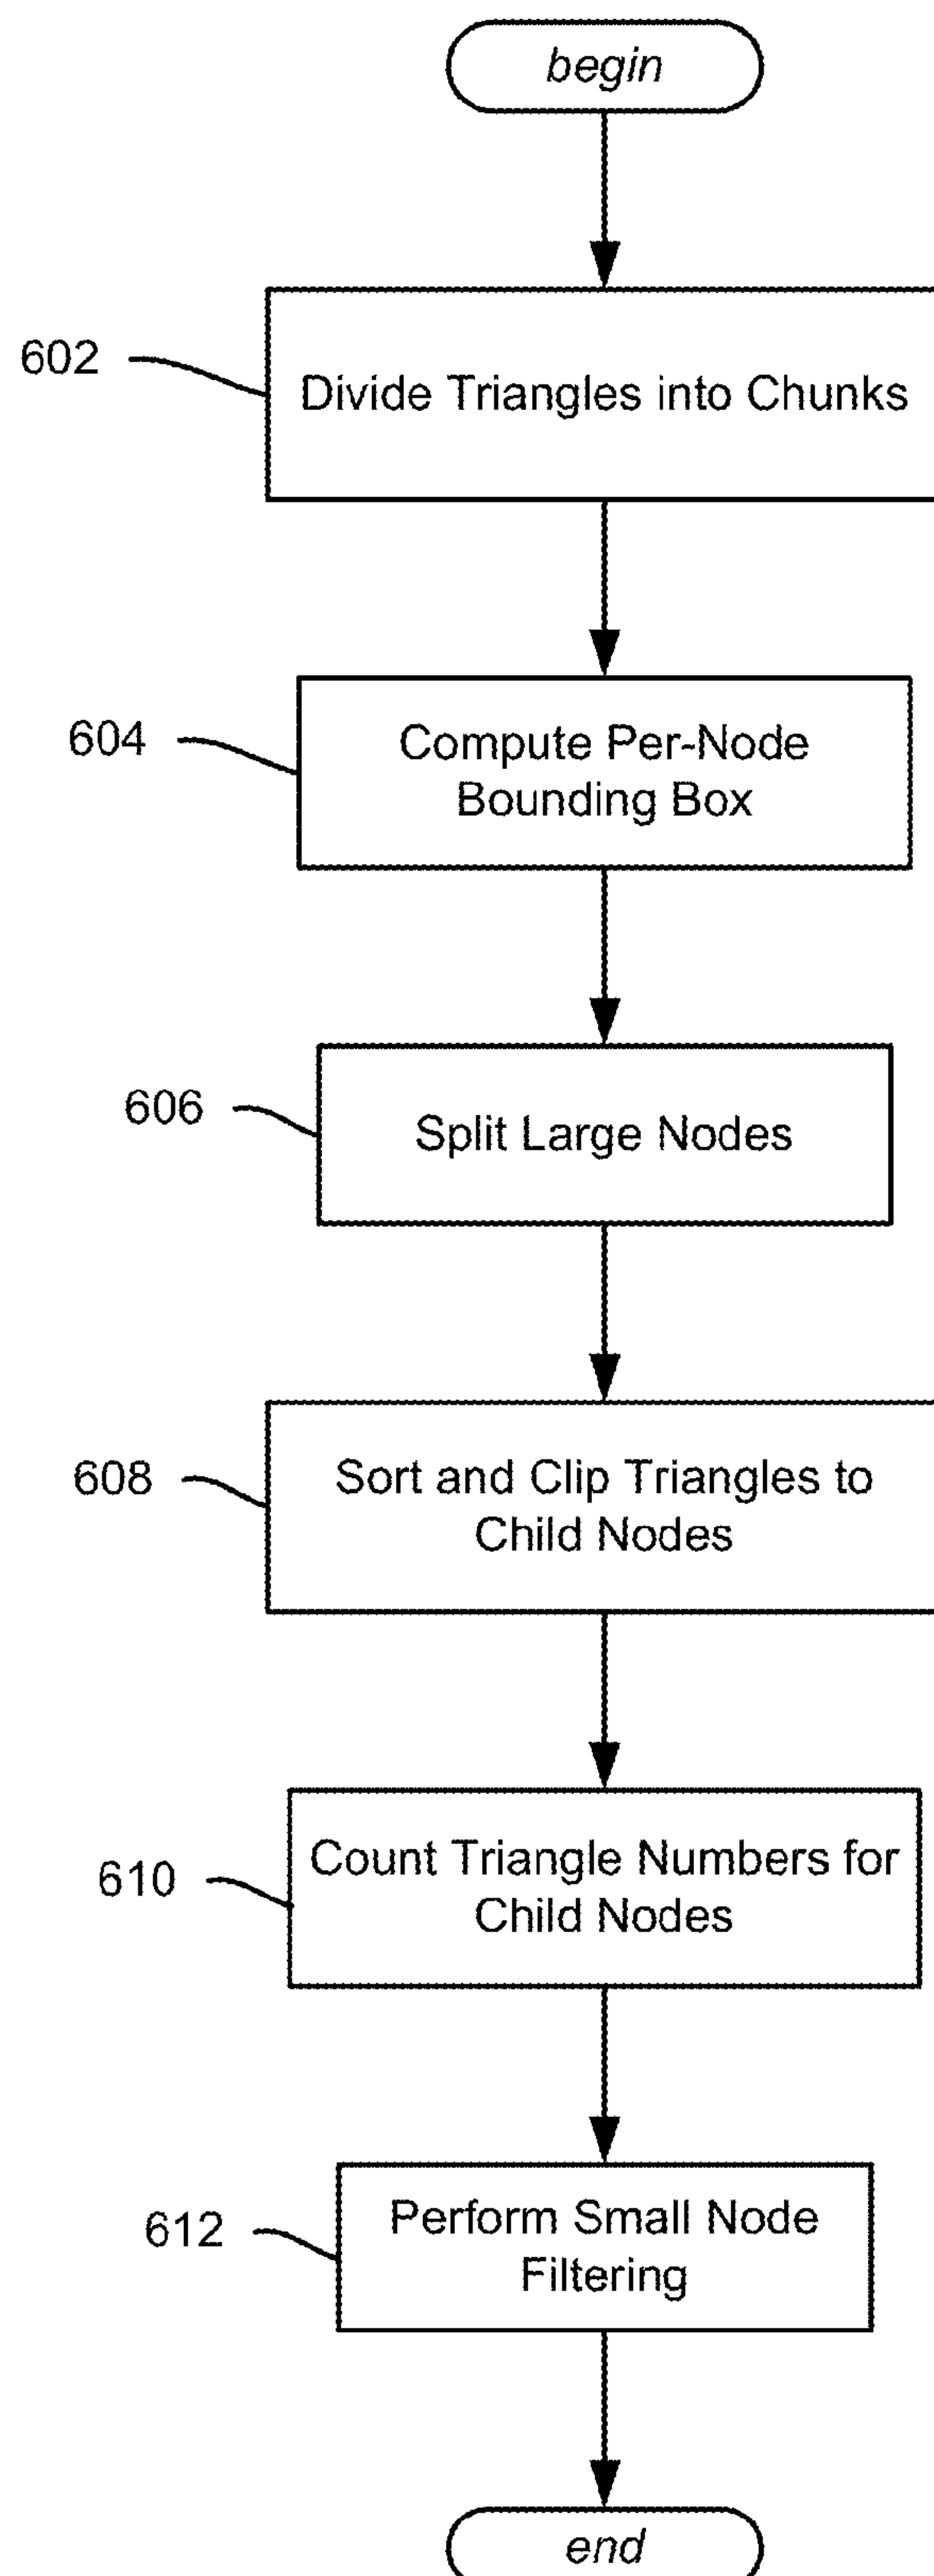 begin
602
Divide Triangles into Chunks
604
Compute Per-Node
Bounding Box
606
Split Large Nodes
608
Sort and Clip Triangles to
Child Nodes
610
Count Triangle Numbers for
Child Nodes
612
Perform Small Node
Filtering
end